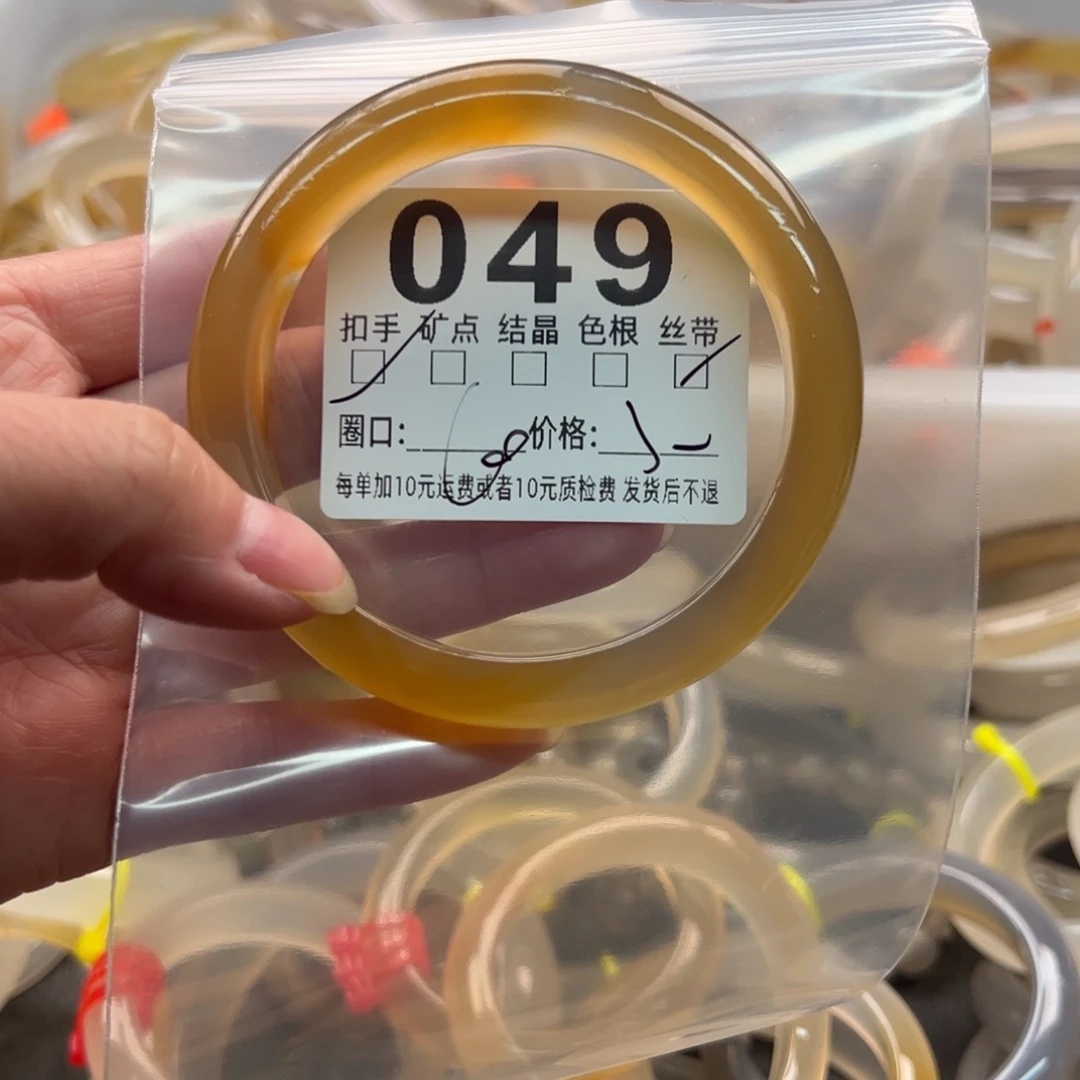 049
扣手 矿点 结晶 色根 丝带
圈口: 价格:
每单加10元运费或者10元质检费 发货后不退